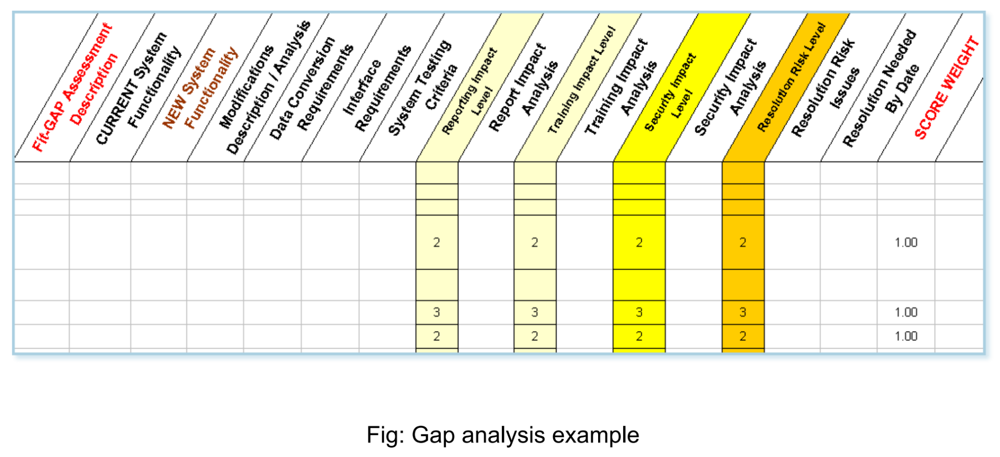 Fit-GAP Assessment
Description
CURRENT System
Functionality
NEW System
Functionality
Modifications
Description / Analysis
Data Conversion
Requirements
Interface
Requirements
System Testing
Criteria
Reporting Impact
Level
Report Impact
Analysis
Training Impact Level
Training Impact
Analysis
Security Impact
Level
Security Impact
Analysis
Resolution Risk Level
Resolution Risk
Issues
Resolution Needed
By Date
SCORE WEIGHT
2 2 2 2 1.00
3 3 3 3 1.00
2 2 2 2 1.00
Fig: Gap analysis example